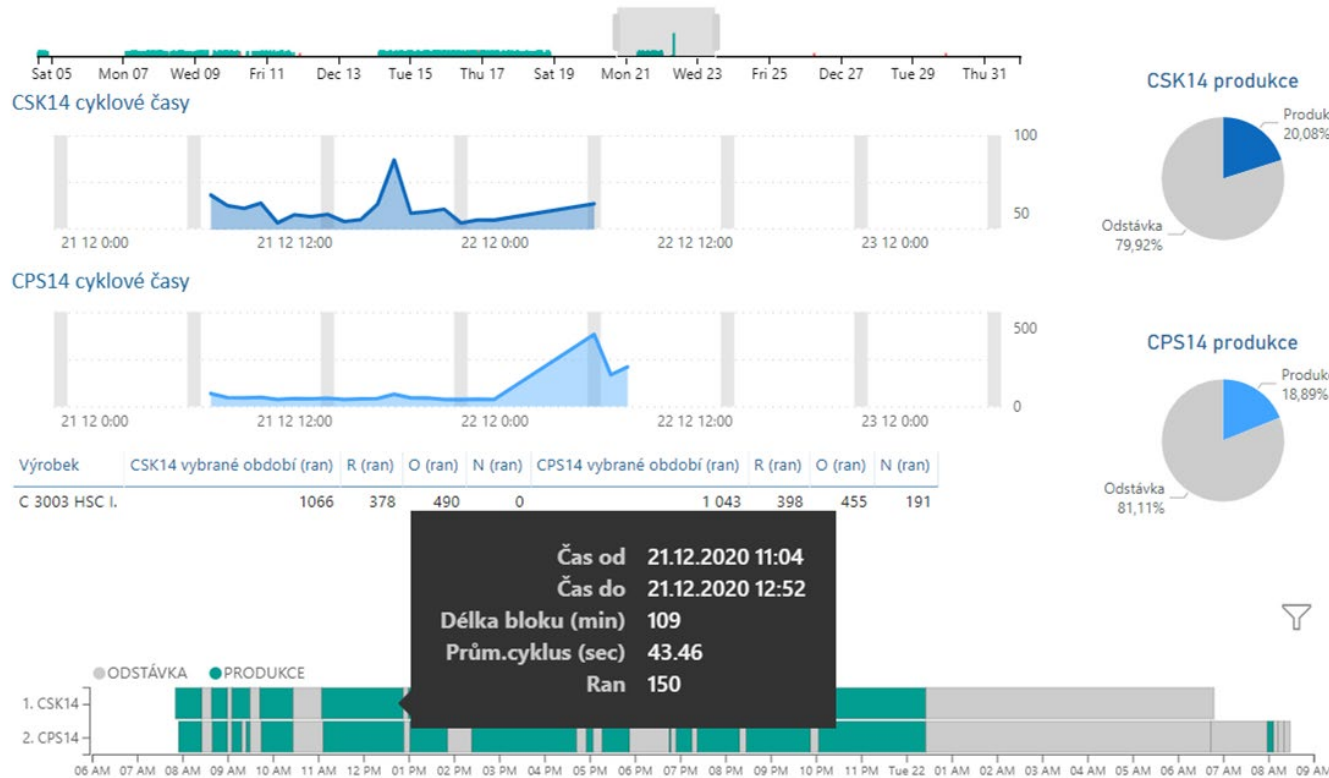 Sat 05 Mon 07 Wed 09 Fri 11 Dec 13 Tue 15 Thu 17 Sat 19 Mon 21 Wed 23 Fri 25 Dec 27 Tue 29 Thu 31
CSK14 cyklové časy
100
50
21 12 0:00 21 12 12:00 22 12 0:00 22 12 12:00 23 12 0:00
CSK14 produkce
Produk
20,08%
Odstávka
79,92%
CPS14 cyklové časy
500
0
21 12 0:00 21 12 12:00 22 12 0:00 22 12 12:00 23 12 0:00
CPS14 produkce
Produk
18,89%
Odstávka
81,11%
Výrobek CSK14 vybrané období (ran) R (ran) O (ran) N (ran) CPS14 vybrané období (ran) R (ran) O (ran) N (ran)
C 3003 HSC I. 1066 378 490 0 1 043 398 455 191
Čas od 21.12.2020 11:04
Čas do 21.12.2020 12:52
Délka bloku (min) 109
Prům.cyklus (sec) 43.46
Ran 150
ODSTÁVKA PRODUKCE
1. CSK14
2. CPS14
06 AM 07 AM 08 AM 09 AM 10 AM 11 AM 12 PM 01 PM 02 PM 03 PM 04 PM 05 PM 06 PM 07 PM 08 PM 09 PM 10 PM 11 PM Tue 22 01 AM 02 AM 03 AM 04 AM 05 AM 06 AM 07 AM 08 AM 09 AM